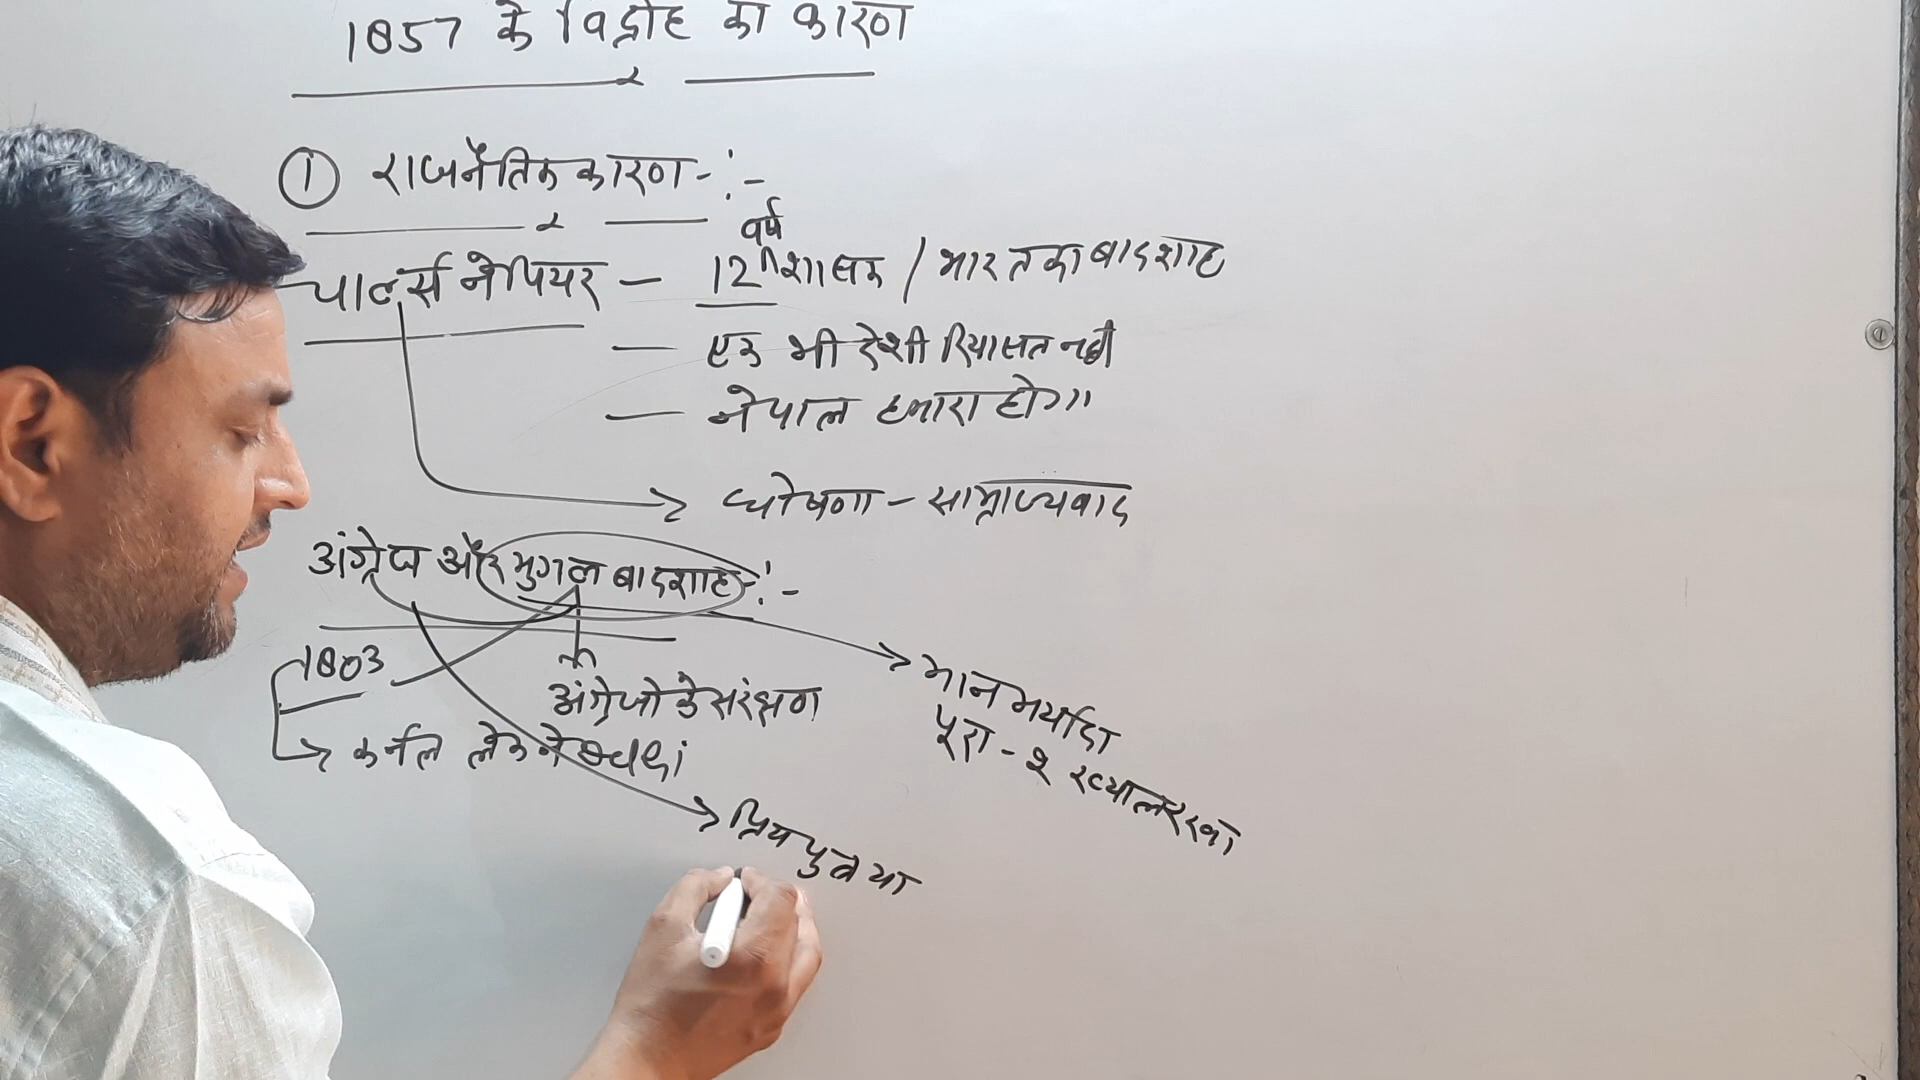 1857 के विद्रोह का कारण
① राजनैतिक कारण -:-
चार्ल्स नेपियर - 12 वर्ष शासक / भारत का बादशाह
- एक भी देशी रियासत नहीं
- नेपाल हमारा होगा
→ घोषणा - साम्राज्यवाद
अंग्रेज और मुगल बादशाह -:-
1803
अंग्रेजो के संरक्षण
→ कर्नल लेक ने
→ मान मर्यादा
पूरा - २ ख्याल रखा
→ प्रिय पुत्र या